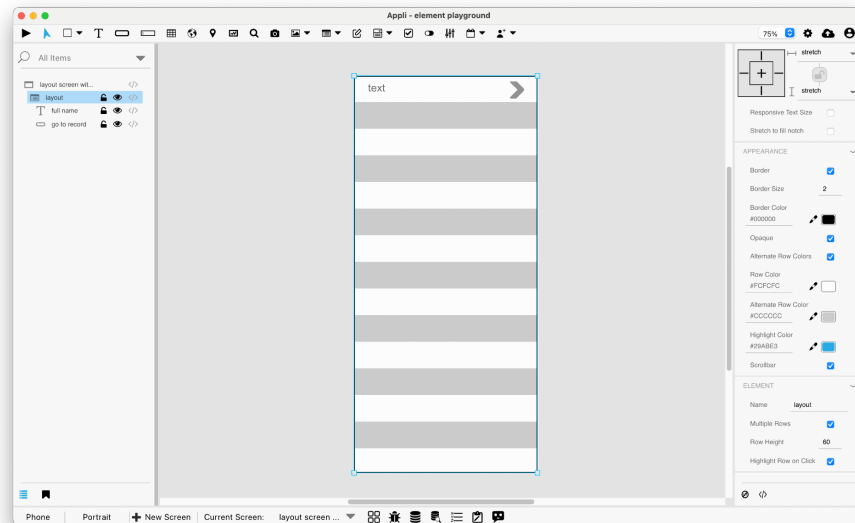 Appli - element playground
75%
All Items
layout screen wit...
layout
full name
go to record
text
stretch
stretch
Responsive Text Size
Stretch to fill notch
APPEARANCE
Border
Border Size 2
Border Color
#000000
Opaque
Alternate Row Colors
Row Color
#FCFCFC
Alternate Row Color
#CCCCCC
Highlight Color
#29ABE3
Scrollbar
ELEMENT
Name layout
Multiple Rows
Row Height 60
Highlight Row on Click
Phone Portrait New Screen Current Screen: layout screen ...